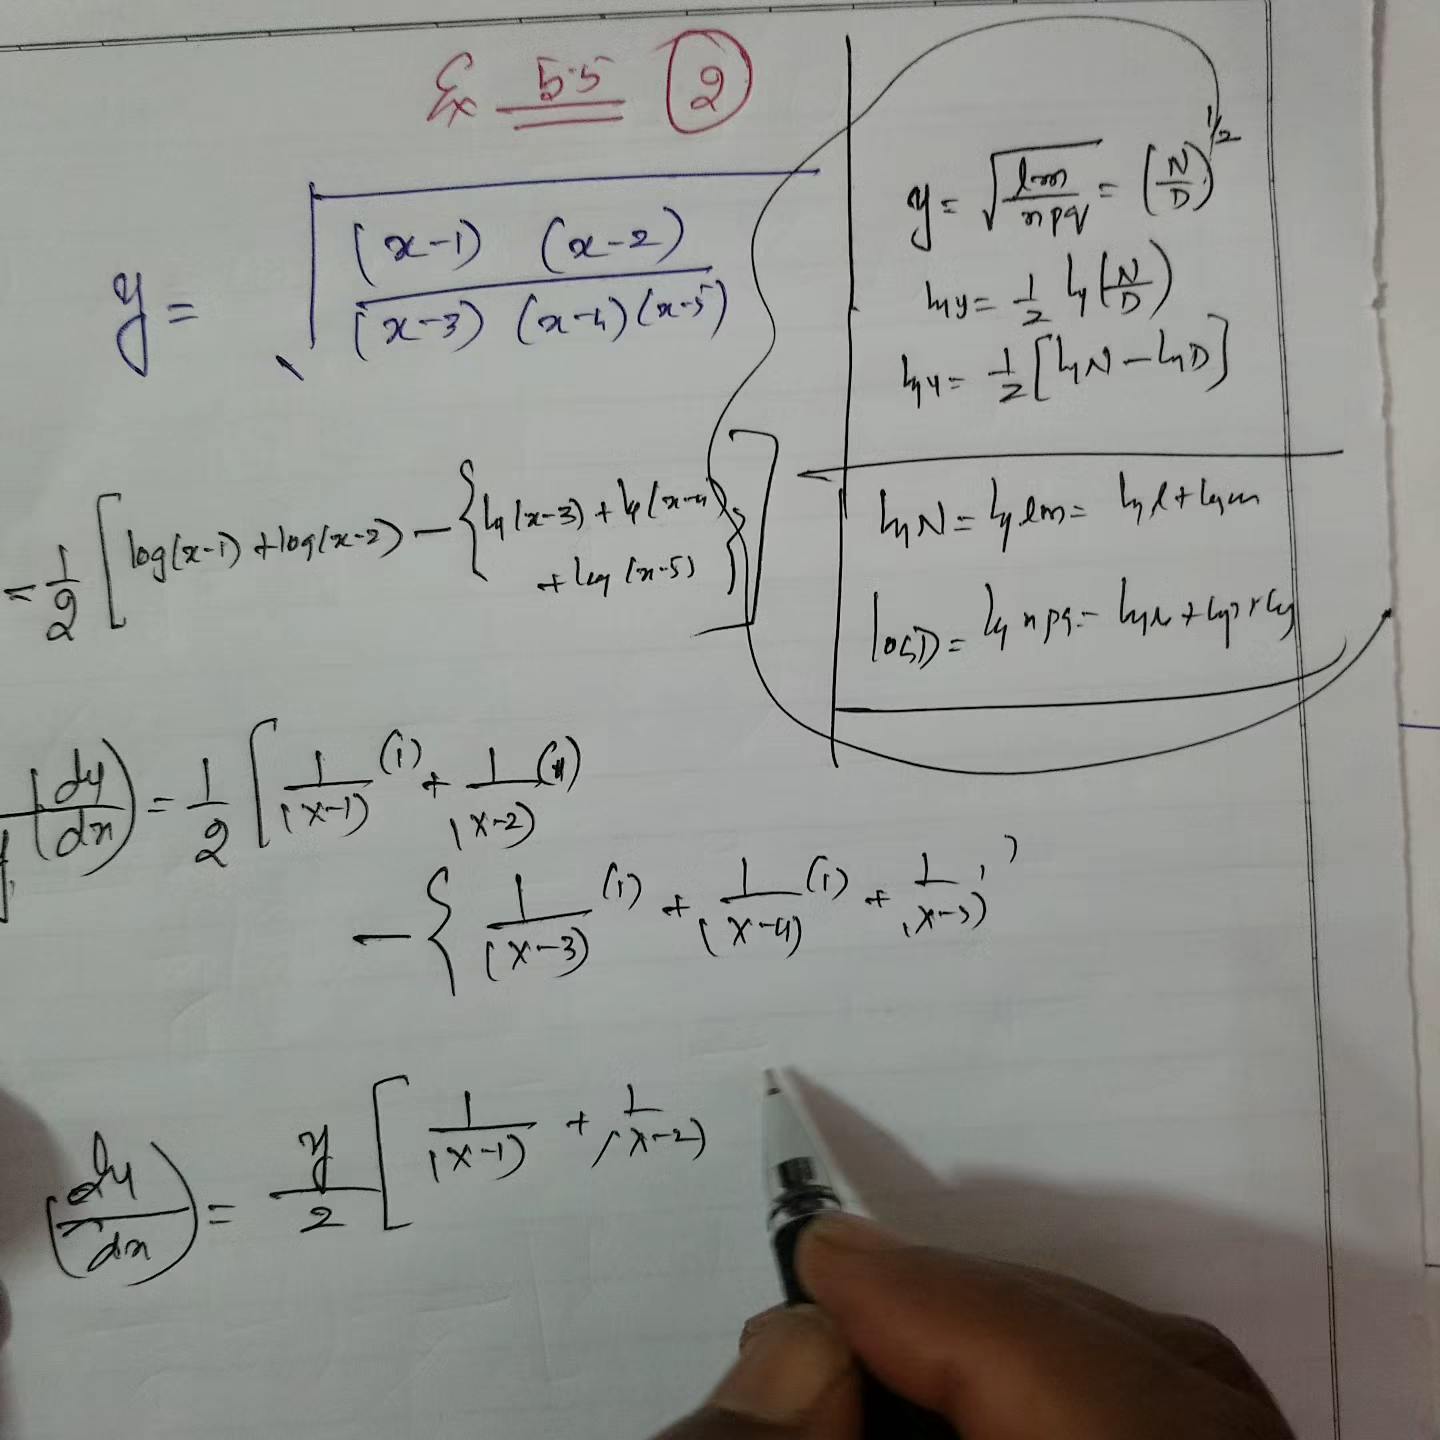 Ex 5.5 (2)
y = √((x-1) (x-2) / (x-3) (x-4)(x-5))
y = √(lm/npq) = (N/D)^1/2
log y = 1/2 log (N/D)
log y = 1/2 [log N - log D]
log N = log lm = log l + log m
log D = log npq =
= 1/2 [log(x-1) + log(x-2) - {log(x-3) + log(x-4)
+ log (x-5)}]
1/y (dy/dx) = 1/2 [1/(x-1) (1) + 1/(x-2) (1)
- { 1/(x-3) (1) + 1/(x-4) (1) + 1/(x-5)
(dy/dx) = y/2 [ 1/(x-1) + 1/(x-2)